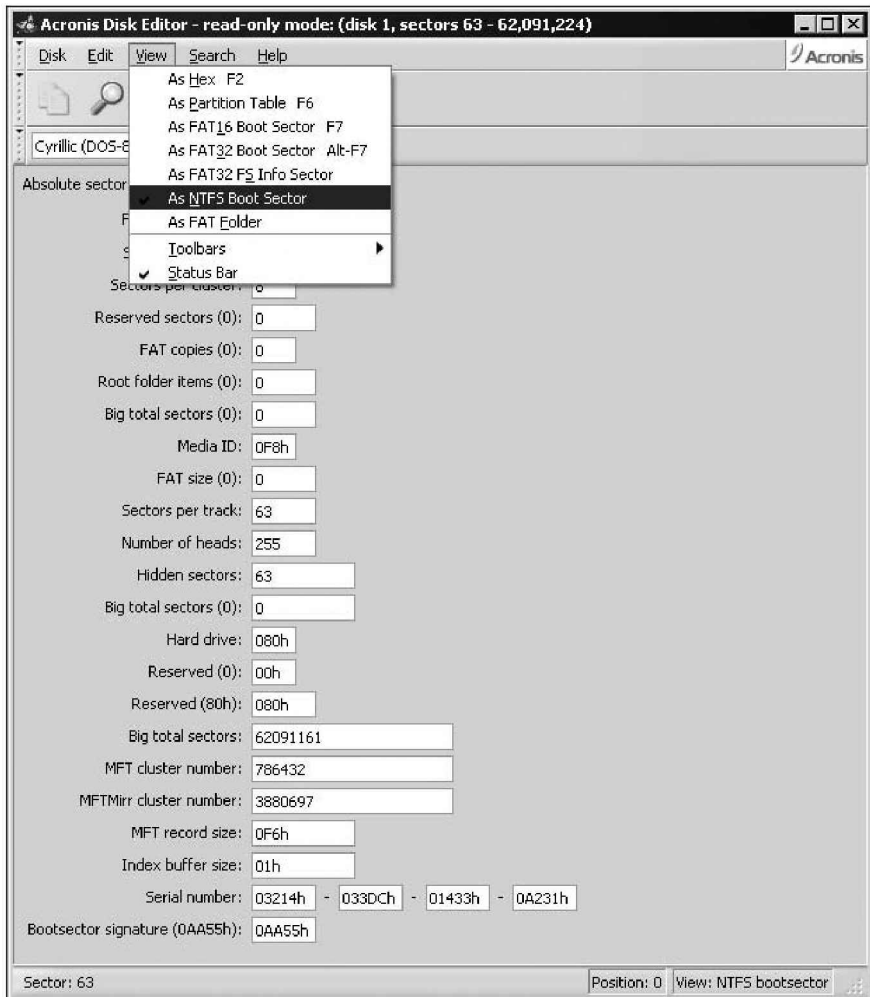 Acronis Disk Editor - read-only mode: (disk 1, sectors 63 - 62,091,224)
Disk Edit View Search Help
Acronis
As Hex F2
As Partition Table F6
As FAT16 Boot Sector F7
As FAT32 Boot Sector Alt-F7
As FAT32 FS Info Sector
As NTFS Boot Sector
As FAT Folder
Toolbars
Status Bar
Cyrillic (DOS-8
Absolute sector
Sectors per cluster: 8
Reserved sectors (0): 0
FAT copies (0): 0
Root folder items (0): 0
Big total sectors (0): 0
Media ID: 0F8h
FAT size (0): 0
Sectors per track: 63
Number of heads: 255
Hidden sectors: 63
Big total sectors (0): 0
Hard drive: 080h
Reserved (0): 00h
Reserved (80h): 080h
Big total sectors: 62091161
MFT cluster number: 786432
MFTMirr cluster number: 3880697
MFT record size: 0F6h
Index buffer size: 01h
Serial number: 03214h - 033DCh - 01433h - 0A231h
Bootsector signature (0AA55h): 0AA55h
Sector: 63
Position: 0
View: NTFS bootsector